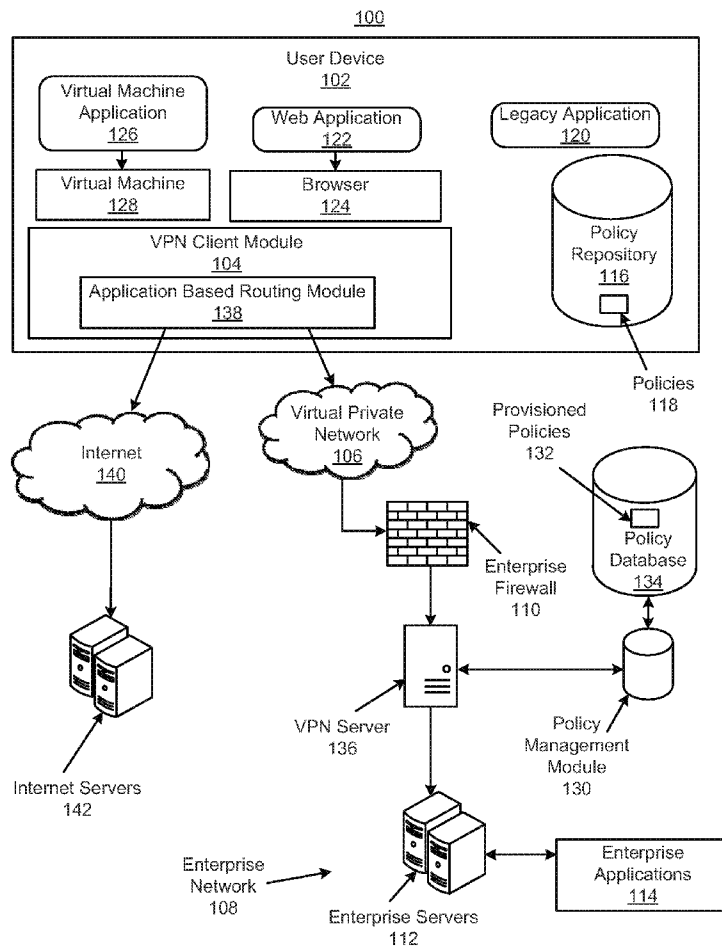 100
User Device
102
Virtual Machine
Application
126
Web Application
122
Legacy Application
120
Virtual Machine
128
Browser
124
Policy
Repository
116
VPN Client Module
104
Application Based Routing Module
138
Policies
118
Internet
140
Virtual Private
Network
106
Provisioned
Policies
132
Policy
Database
134
Enterprise
Firewall
110
VPN Server
136
Policy
Management
Module
130
Internet Servers
142
Enterprise
Network
108
Enterprise Servers
112
Enterprise
Applications
114